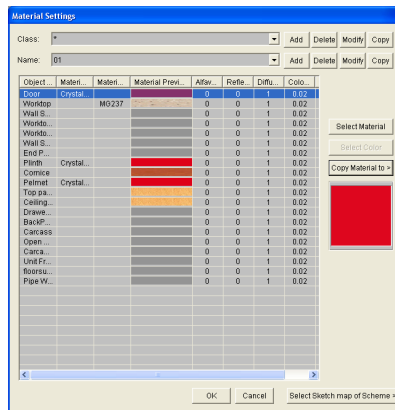 Material Settings
Class: * Add Delete Modify Copy
Name: 01 Add Delete Modify Copy
Object ... Materi... Materi... Material Previ... Alfav... Refle... Diffu... Colo...
Door Crystal... 0 0 1 0.02
Worktop MG237 0 0 1 0.02
Wall S... 0 0 1 0.02
Workto... 0 0 1 0.02
Workto... 0 0 1 0.02
Wall S... 0 0 1 0.02
End P... 0 0 1 0.02
Plinth Crystal... 0 0 1 0.02
Cornice 0 0 1 0.02
Pelmet Crystal... 0 0 1 0.02
Top pa... 0 0 1 0.02
Ceiling... 0 0 1 0.02
Drawe... 0 0 1 0.02
BackP... 0 0 1 0.02
Carcass 0 0 1 0.02
Open ... 0 0 1 0.02
Carca... 0 0 1 0.02
Unit Fr... 0 0 1 0.02
floorsu... 0 0 1 0.02
Pipe W... 0 0 1 0.02
Select Material
Select Color
Copy Material to >
OK Cancel Select Sketch map of Scheme